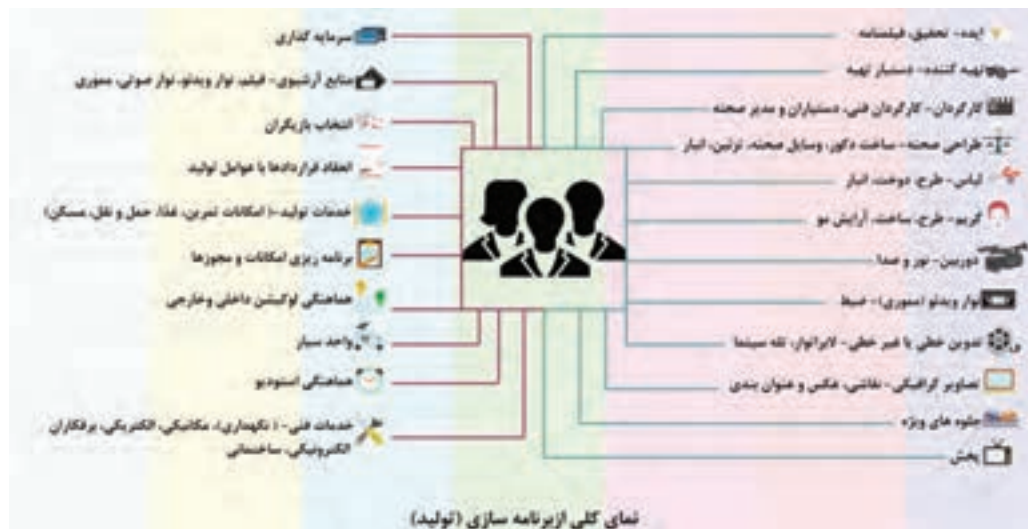 ایده- تحقیق، فیلمنامه
تهیه کننده- دستیار تهیه
کارگردان- کارگردان فنی، دستیاران و مدیر صحنه
طراحی صحنه- ساخت دکور، وسایل صحنه، تزئین، انبار
لباس- طرح، دوخت، انبار
گریم- طرح، ساخت، آرایش مو
دوربین- نور و صدا
نوار ویدئو (مموری)- ضبط
تدوین خطی یا غیر خطی- لابراتوار، تله سینما
تصاویر گرافیکی- نقاشی، عکس و عنوان بندی
جلوه های ویژه
پخش
سرمایه گذاری
منابع آرشیوی- فیلم، نوار ویدئو، نوار صوتی، مموری
انتخاب بازیگران
انعقاد قراردادها با عوامل تولید
خدمات تولید-( امکانات تمرین، غذا، حمل و نقل، مسکن)
برنامه ریزی امکانات و مجوزها
هماهنگی لوکیشن داخلی وخارجی
واحد سیار
هماهنگی استودیو
خدمات فنی- ( نگهداری)، مکانیکی، الکتریکی، برقکاران
الکترونیکی، ساختمانی
نمای کلی ازبرنامه سازی (تولید)